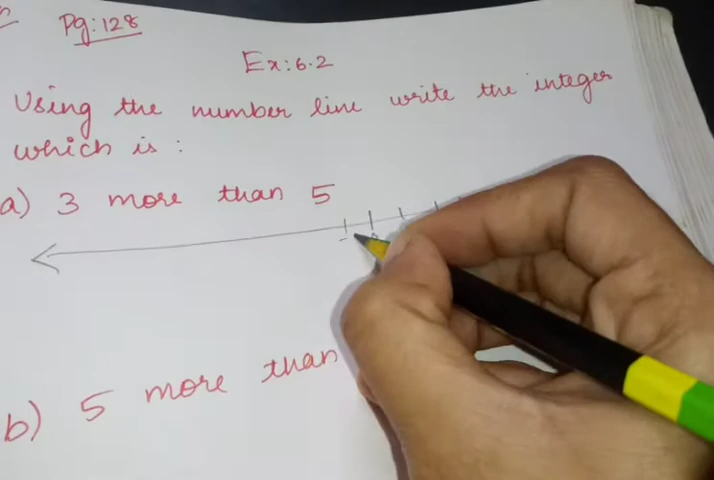 Pg: 128
Ex: 6.2
Using the number line write the integer
which is :
a) 3 more than 5
b) 5 more than